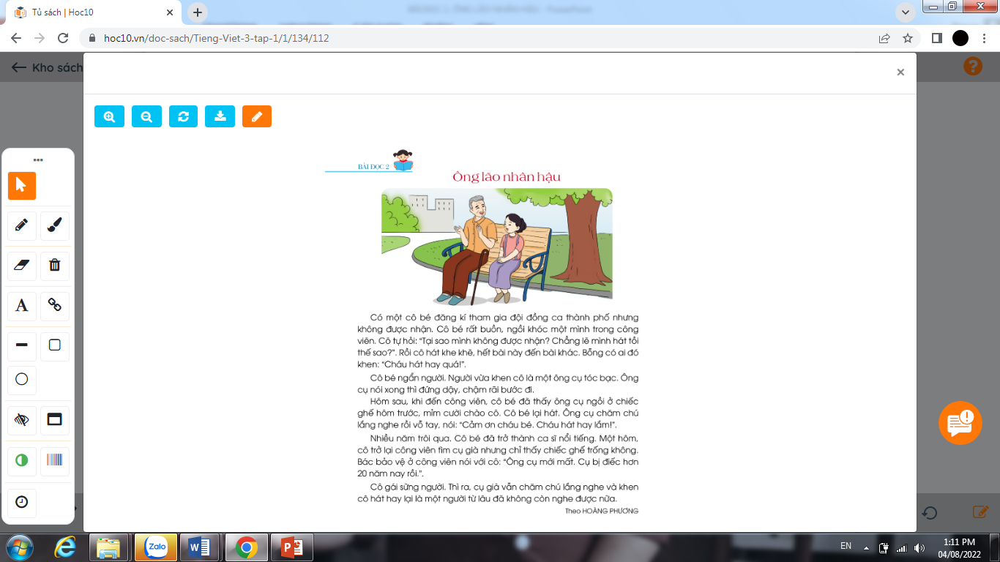 Tủ sách | Hoc10
BÀI ĐỌC 2: ÔNG LÃO NHÂN HẬU - PowerPoint
hoc10.vn/doc-sach/Tieng-Viet-3-tap-1/1/134/112
Kho sách
?
×
BÀI ĐỌC 2
Ông lão nhân hậu
Có một cô bé đăng kí tham gia đội đồng ca thành phố nhưng
không được nhận. Cô bé rất buồn, ngồi khóc một mình trong công
viên. Cô tự hỏi: “Tại sao mình không được nhận? Chẳng lẽ mình hát tồi
thế sao?”. Rồi cô hát khe khẽ, hết bài này đến bài khác. Bỗng có ai đó
khen: “Cháu hát hay quá!”.
Cô bé ngẩn người. Người vừa khen cô là một ông cụ tóc bạc. Ông
cụ nói xong thì đứng dậy, chậm rãi bước đi.
Hôm sau, khi đến công viên, cô bé đã thấy ông cụ ngồi ở chiếc
ghế hôm trước, mỉm cười chào cô. Cô bé lại hát. Ông cụ chăm chú
lắng nghe rồi vỗ tay, nói: “Cảm ơn cháu bé. Cháu hát hay lắm!”.
Nhiều năm trôi qua. Cô bé đã trở thành ca sĩ nổi tiếng. Một hôm,
cô trở lại công viên tìm cụ già nhưng chỉ thấy chiếc ghế trống không.
Bác bảo vệ ở công viên nói với cô: “Ông cụ mới mất. Cụ bị điếc hơn
20 năm nay rồi.”.
Cô gái sững người. Thì ra, cụ già vẫn chăm chú lắng nghe và khen
cô hát hay lại là một người từ lâu đã không còn nghe được nữa.
Theo HOÀNG PHƯƠNG
A
Zalo
EN
1:11 PM
04/08/2022